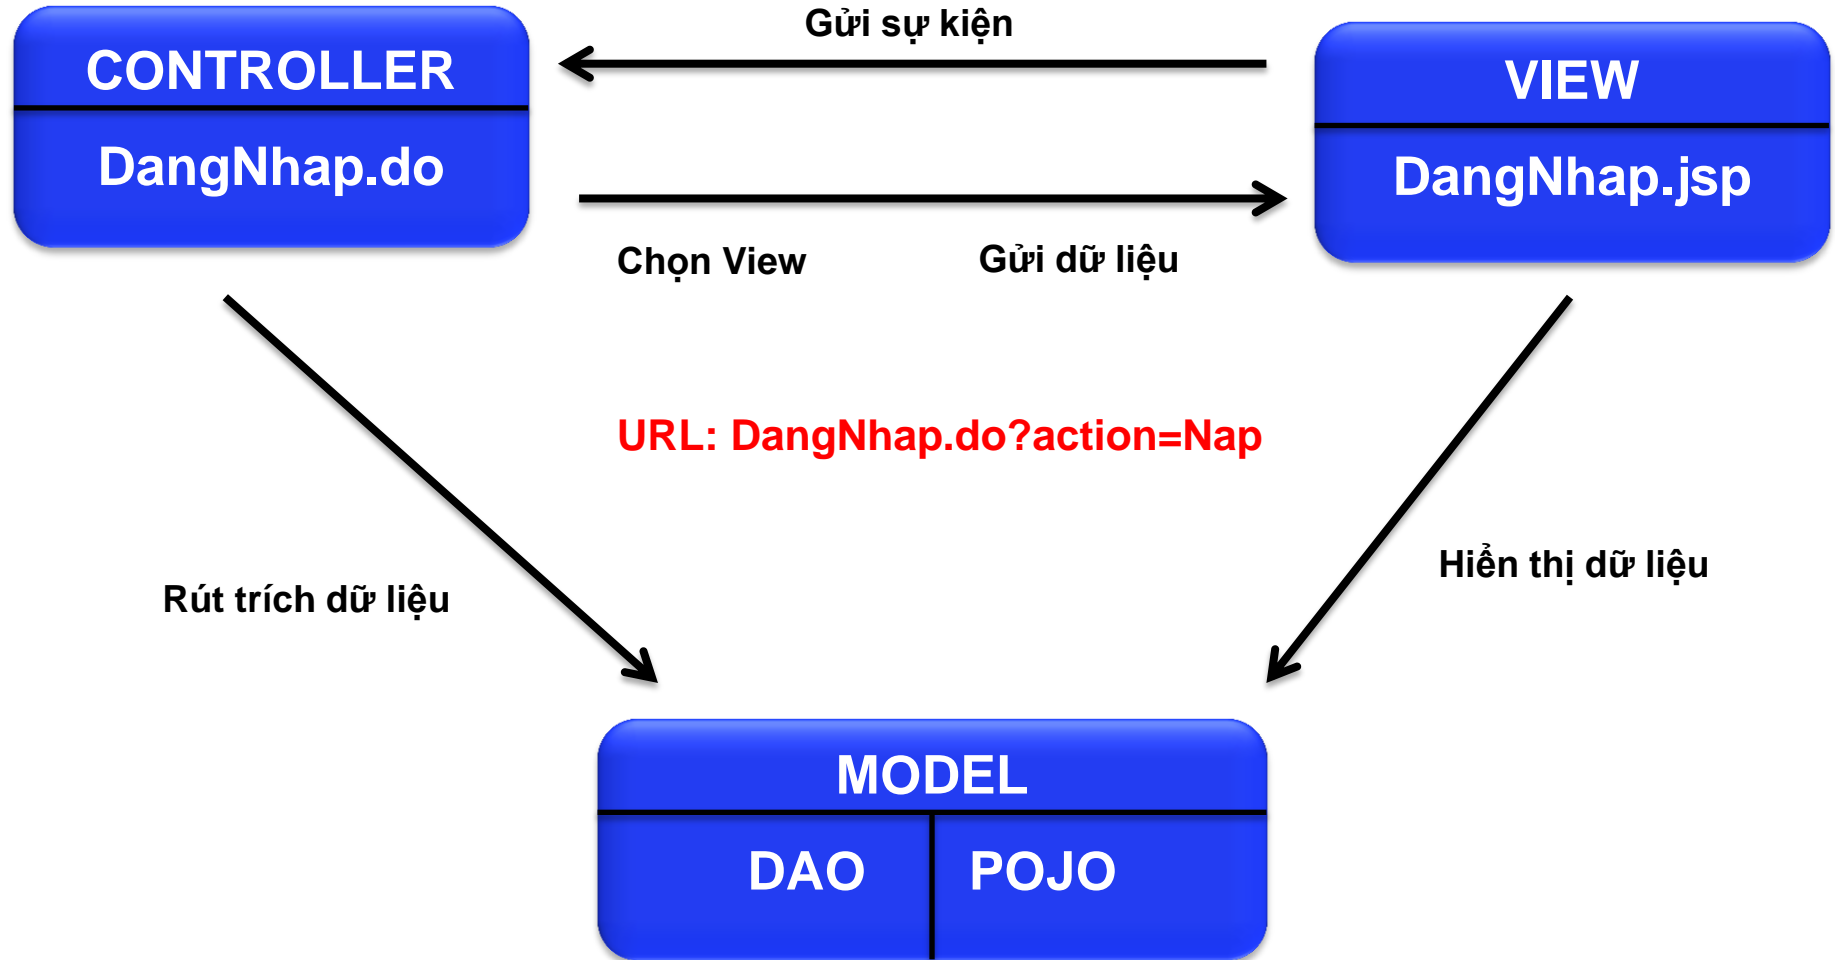 Gửi sự kiện
CONTROLLER
DangNhap.do
VIEW
DangNhap.jsp
Chọn View
Gửi dữ liệu
URL: DangNhap.do?action=Nap
Rút trích dữ liệu
Hiển thị dữ liệu
MODEL
DAO
POJO